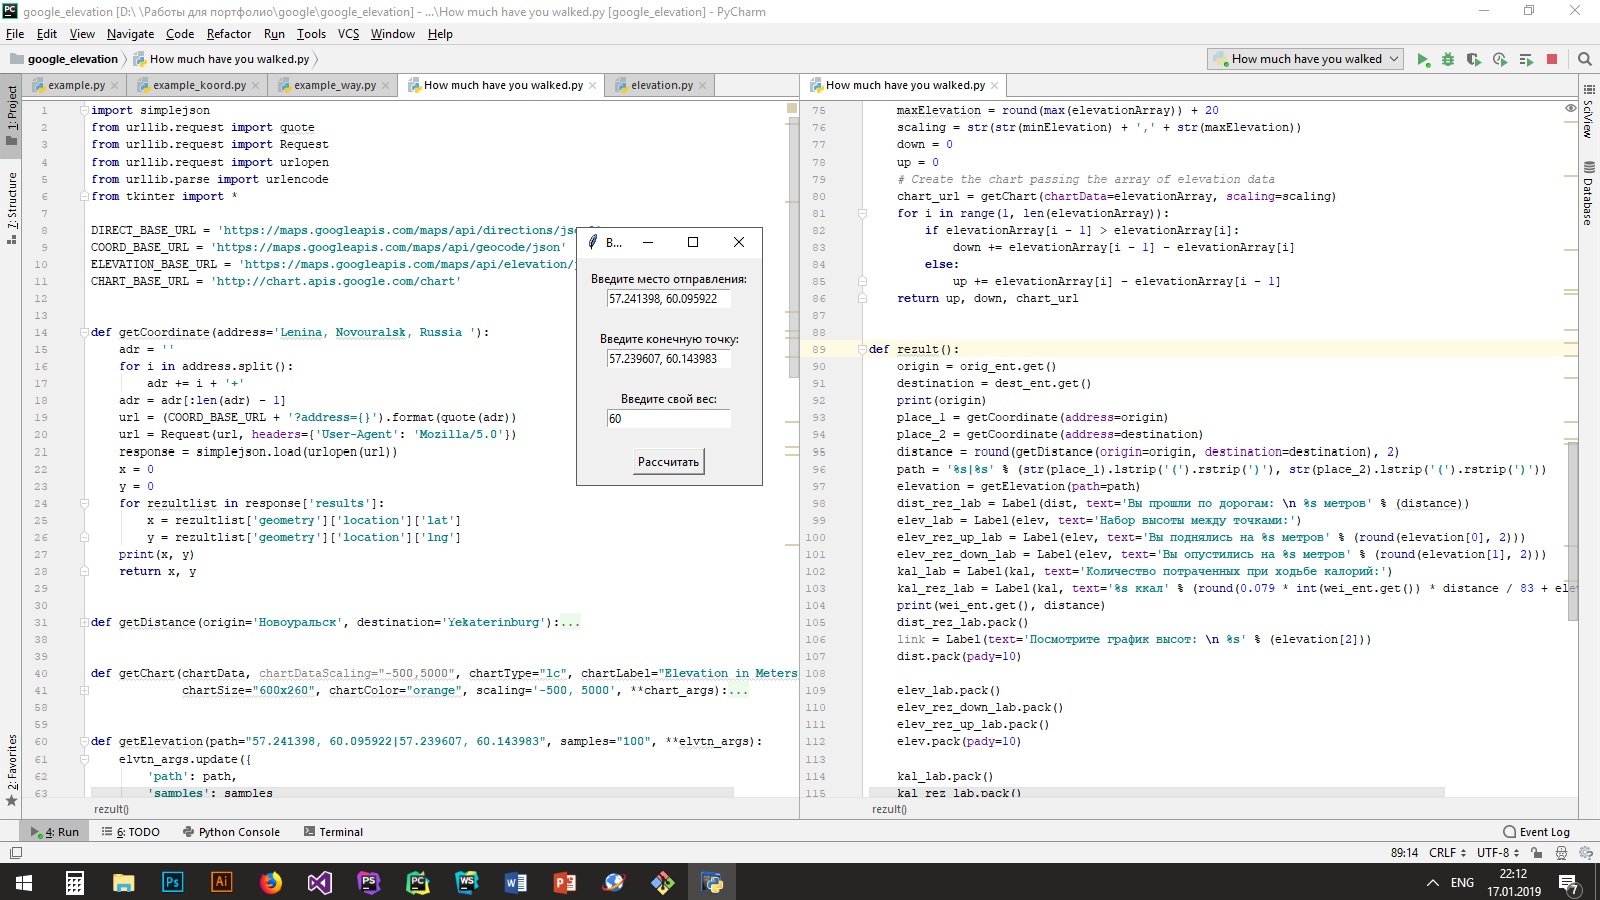 google_elevation [D:\ \Работы для портфолио\google\google_elevation] - ...\How much have you walked.py [google_elevation] - PyCharm
File Edit View Navigate Code Refactor Run Tools VCS Window Help
google_elevation How much have you walked.py
How much have you walked
example.py example_koord.py example_way.py How much have you walked.py elevation.py
How much have you walked.py
1: Project
7: Structure
2: Favorites
1 import simplejson
2 from urllib.request import quote
3 from urllib.request import Request
4 from urllib.request import urlopen
5 from urllib.parse import urlencode
6 from tkinter import *
7
8 DIRECT_BASE_URL = 'https://maps.googleapis.com/maps/api/directions/json
9 COORD_BASE_URL = 'https://maps.googleapis.com/maps/api/geocode/json'
10 ELEVATION_BASE_URL = 'https://maps.googleapis.com/maps/api/elevation/
11 CHART_BASE_URL = 'http://chart.apis.google.com/chart'
12
13
14 def getCoordinate(address='Lenina, Novouralsk, Russia '):
15 adr = ''
16 for i in address.split():
17 adr += i + '+'
18 adr = adr[:len(adr) - 1]
19 url = (COORD_BASE_URL + '?address={}').format(quote(adr))
20 url = Request(url, headers={'User-Agent': 'Mozilla/5.0'})
21 response = simplejson.load(urlopen(url))
22 x = 0
23 y = 0
24 for rezultlist in response['results']:
25 x = rezultlist['geometry']['location']['lat']
26 y = rezultlist['geometry']['location']['lng']
27 print(x, y)
28 return x, y
29
30
31 def getDistance(origin='Новоуральск', destination='Yekaterinburg'):...
38
39
40 def getChart(chartData, chartDataScaling="-500,5000", chartType="lc", chartLabel="Elevation in Meters
41 chartSize="600x260", chartColor="orange", scaling='-500, 5000', **chart_args):...
58
59
60 def getElevation(path="57.241398, 60.095922|57.239607, 60.143983", samples="100", **elvtn_args):
61 elvtn_args.update({
62 'path': path,
63 'samples': samples
rezult()
В...
Введите место отправления:
57.241398, 60.095922
Введите конечную точку:
57.239607, 60.143983
Введите свой вес:
60
Рассчитать
75 maxElevation = round(max(elevationArray)) + 20
76 scaling = str(str(minElevation) + ',' + str(maxElevation))
77 down = 0
78 up = 0
79 # Create the chart passing the array of elevation data
80 chart_url = getChart(chartData=elevationArray, scaling=scaling)
81 for i in range(1, len(elevationArray)):
82 if elevationArray[i - 1] > elevationArray[i]:
83 down += elevationArray[i - 1] - elevationArray[i]
84 else:
85 up += elevationArray[i] - elevationArray[i - 1]
86 return up, down, chart_url
87
88
89 def rezult():
90 origin = orig_ent.get()
91 destination = dest_ent.get()
92 print(origin)
93 place_1 = getCoordinate(address=origin)
94 place_2 = getCoordinate(address=destination)
95 distance = round(getDistance(origin=origin, destination=destination), 2)
96 path = '%s|%s' % (str(place_1).lstrip('(').rstrip(')'), str(place_2).lstrip('(').rstrip(')'))
97 elevation = getElevation(path=path)
98 dist_rez_lab = Label(dist, text='Вы прошли по дорогам: \n %s метров' % (distance))
99 elev_lab = Label(elev, text='Набор высоты между точками:')
100 elev_rez_up_lab = Label(elev, text='Вы поднялись на %s метров' % (round(elevation[0], 2)))
101 elev_rez_down_lab = Label(elev, text='Вы опустились на %s метров' % (round(elevation[1], 2)))
102 kal_lab = Label(kal, text='Количество потраченных при ходьбе калорий:')
103 kal_rez_lab = Label(kal, text='%s ккал' % (round(0.079 * int(wei_ent.get()) * distance / 83 + ele
104 print(wei_ent.get(), distance)
105 dist_rez_lab.pack()
106 link = Label(text='Посмотрите график высот: \n %s' % (elevation[2]))
107 dist.pack(pady=10)
108
109 elev_lab.pack()
110 elev_rez_down_lab.pack()
111 elev_rez_up_lab.pack()
112 elev.pack(pady=10)
113
114 kal_lab.pack()
115 kal_rez_lab.pack()
rezult()
SciView
Database
4: Run 6: TODO Python Console Terminal Event Log
89:14 CRLF UTF-8
Ps Ai PS PC WS W P
ENG
22:12
17.01.2019
7